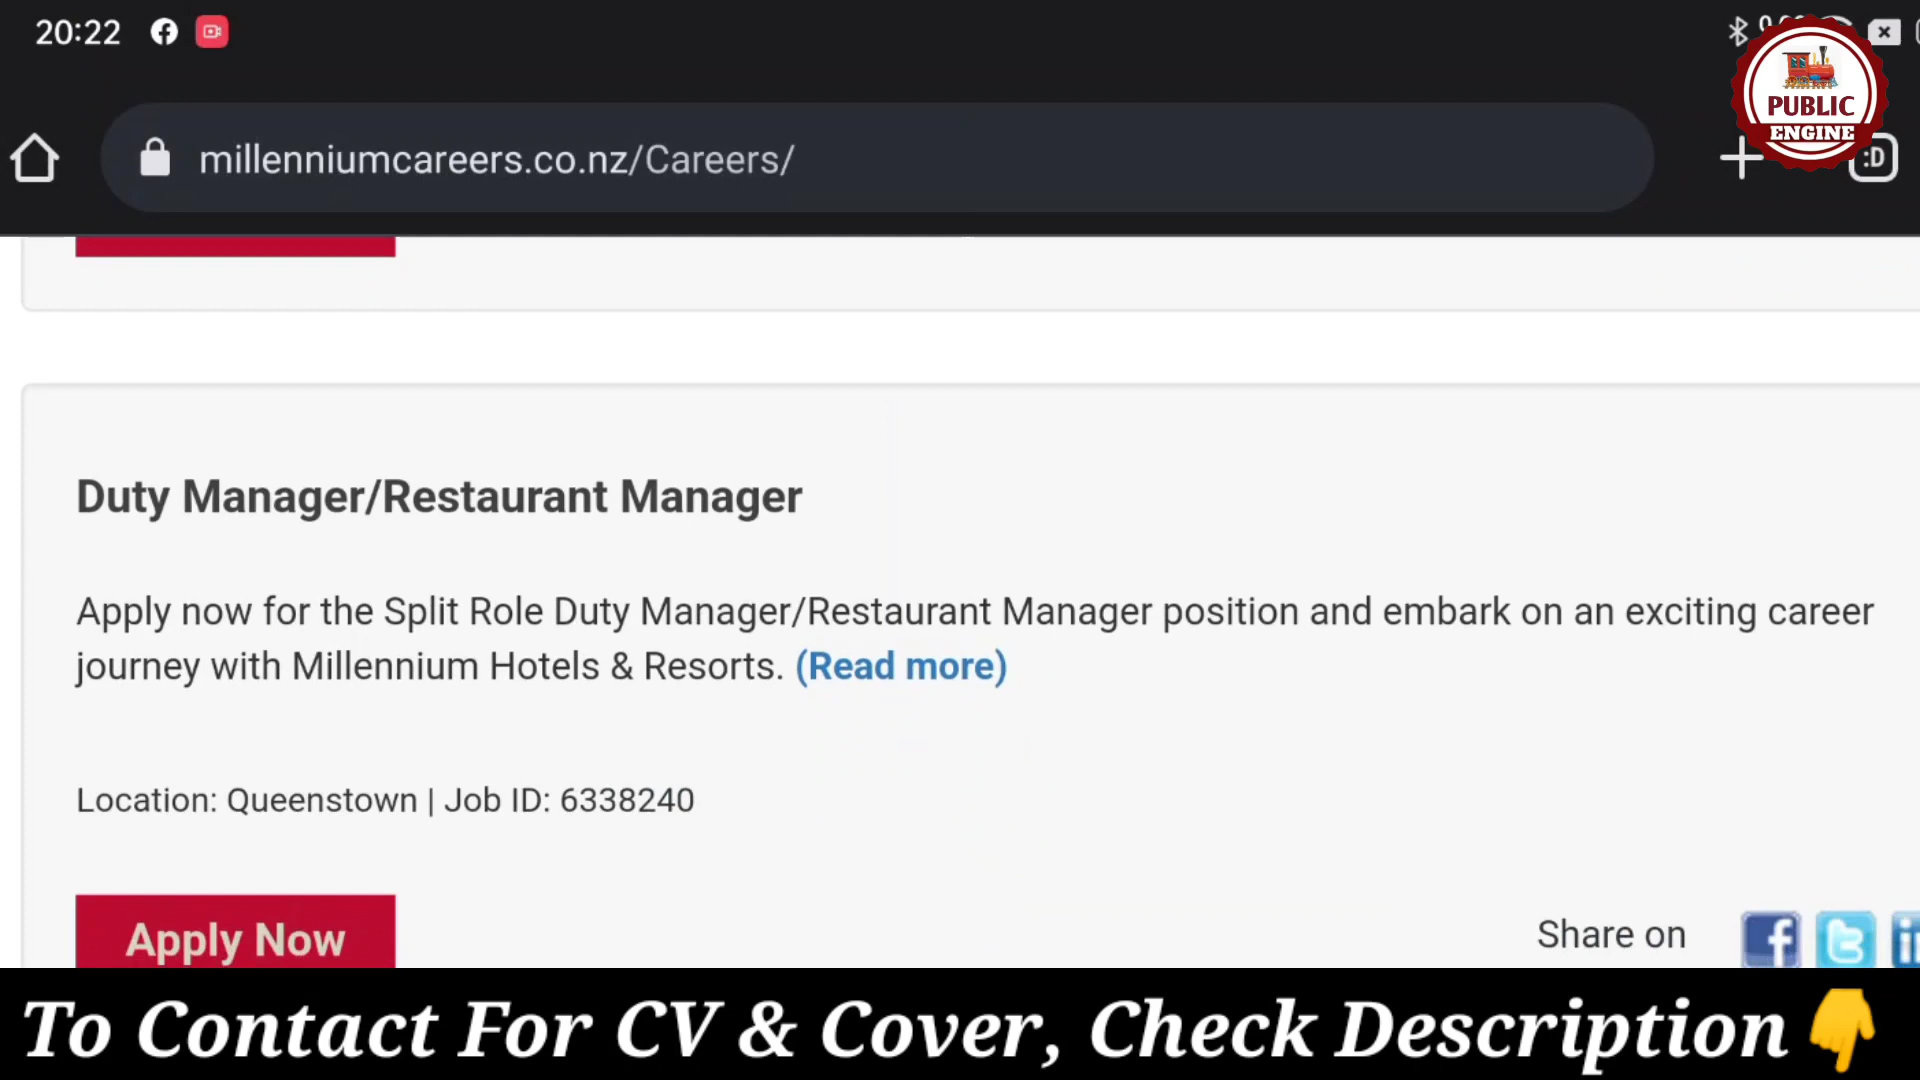 20:22
PUBLIC
ENGINE
millenniumcareers.co.nz/Careers/
:D
Duty Manager/Restaurant Manager
Apply now for the Split Role Duty Manager/Restaurant Manager position and embark on an exciting career
journey with Millennium Hotels & Resorts. (Read more)
Location: Queenstown | Job ID: 6338240
Apply Now
Share on
To Contact For CV & Cover, Check Description